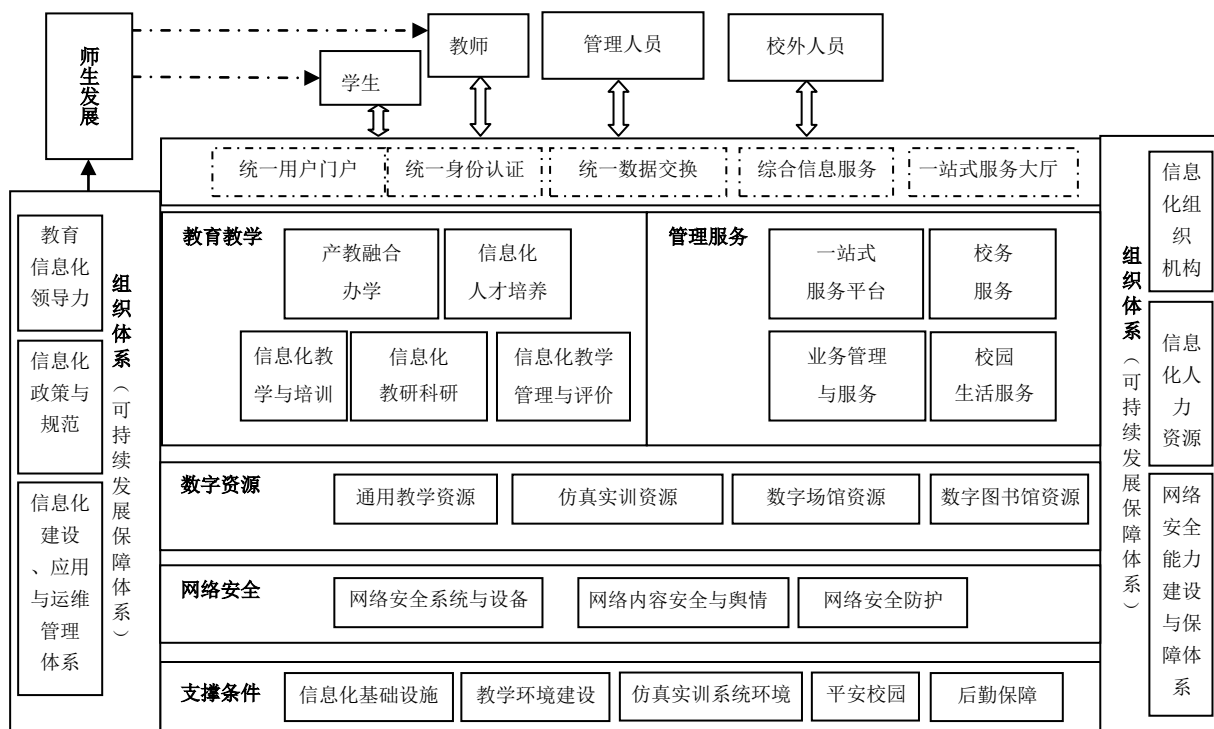 师生发展
教师
管理人员
校外人员
学生
统一用户门户
统一身份认证
统一数据交换
综合信息服务
一站式服务大厅
教育
信息化
领导力
信息化
政策与
规范
信息化
建设
、应用
与运维
管理
体系
组织体系（可持续发展保障体系）
教育教学
产教融合
办学
信息化
人才培养
信息化教
学与培训
信息化
教研科研
信息化教学
管理与评价
管理服务
一站式
服务平台
校务
服务
业务管理
与服务
校园
生活服务
数字资源
通用教学资源
仿真实训资源
数字场馆资源
数字图书馆资源
网络安全
网络安全系统与设备
网络内容安全与舆情
网络安全防护
支撑条件
信息化基础设施
教学环境建设
仿真实训系统环境
平安校园
后勤保障
组织体系（可持续发展保障体系）
信息
化组
织
机构
信息
化人
力
资源
网络
安全
能力
建设
与保
障体
系